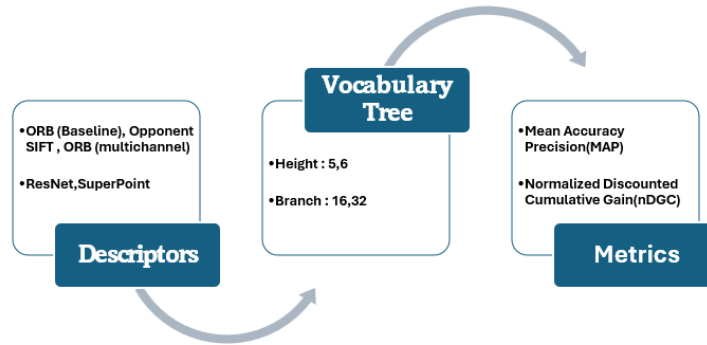 •ORB (Baseline), Opponent
SIFT , ORB (multichannel)
•ResNet,SuperPoint
Descriptors
Vocabulary
Tree
•Height : 5,6
•Branch : 16,32
•Mean Accuracy
Precision(MAP)
•Normalized Discounted
Cumulative Gain(nDGC)
Metrics